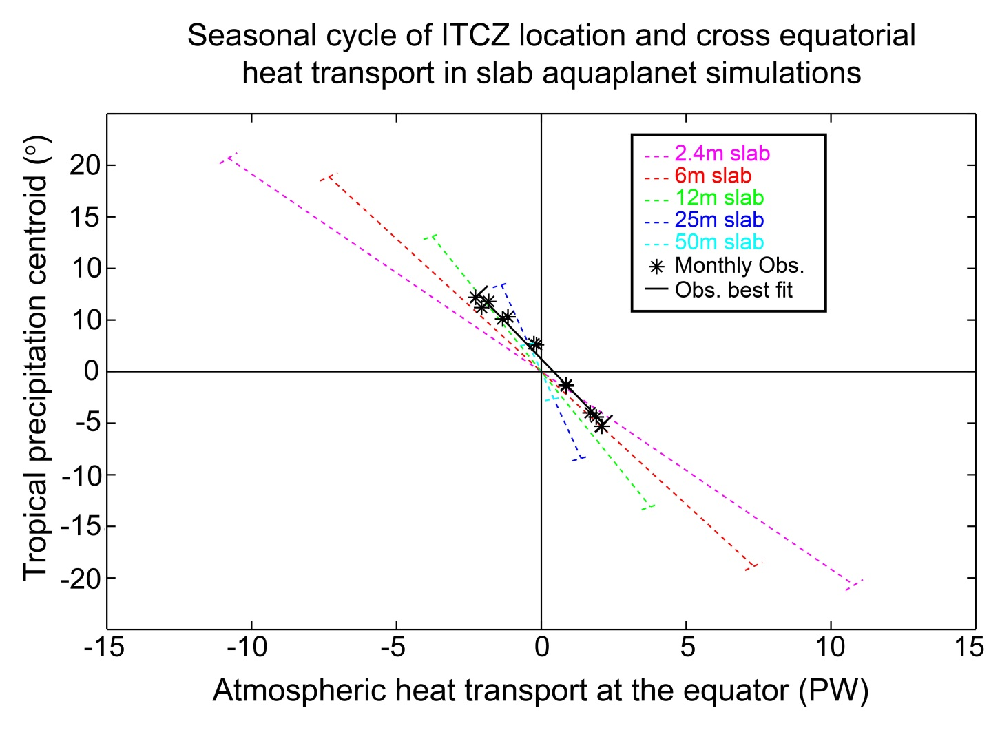 Seasonal cycle of ITCZ location and cross equatorial
heat transport in slab aquaplanet simulations
Tropical precipitation centroid (º)
20
15
10
10
0
-5
-10
-15
-20
2.4m slab
6m slab
12m slab
25m slab
50m slab
Monthly Obs.
Obs. best fit
-15 -10 -5 0 5 10 15
Atmospheric heat transport at the equator (PW)